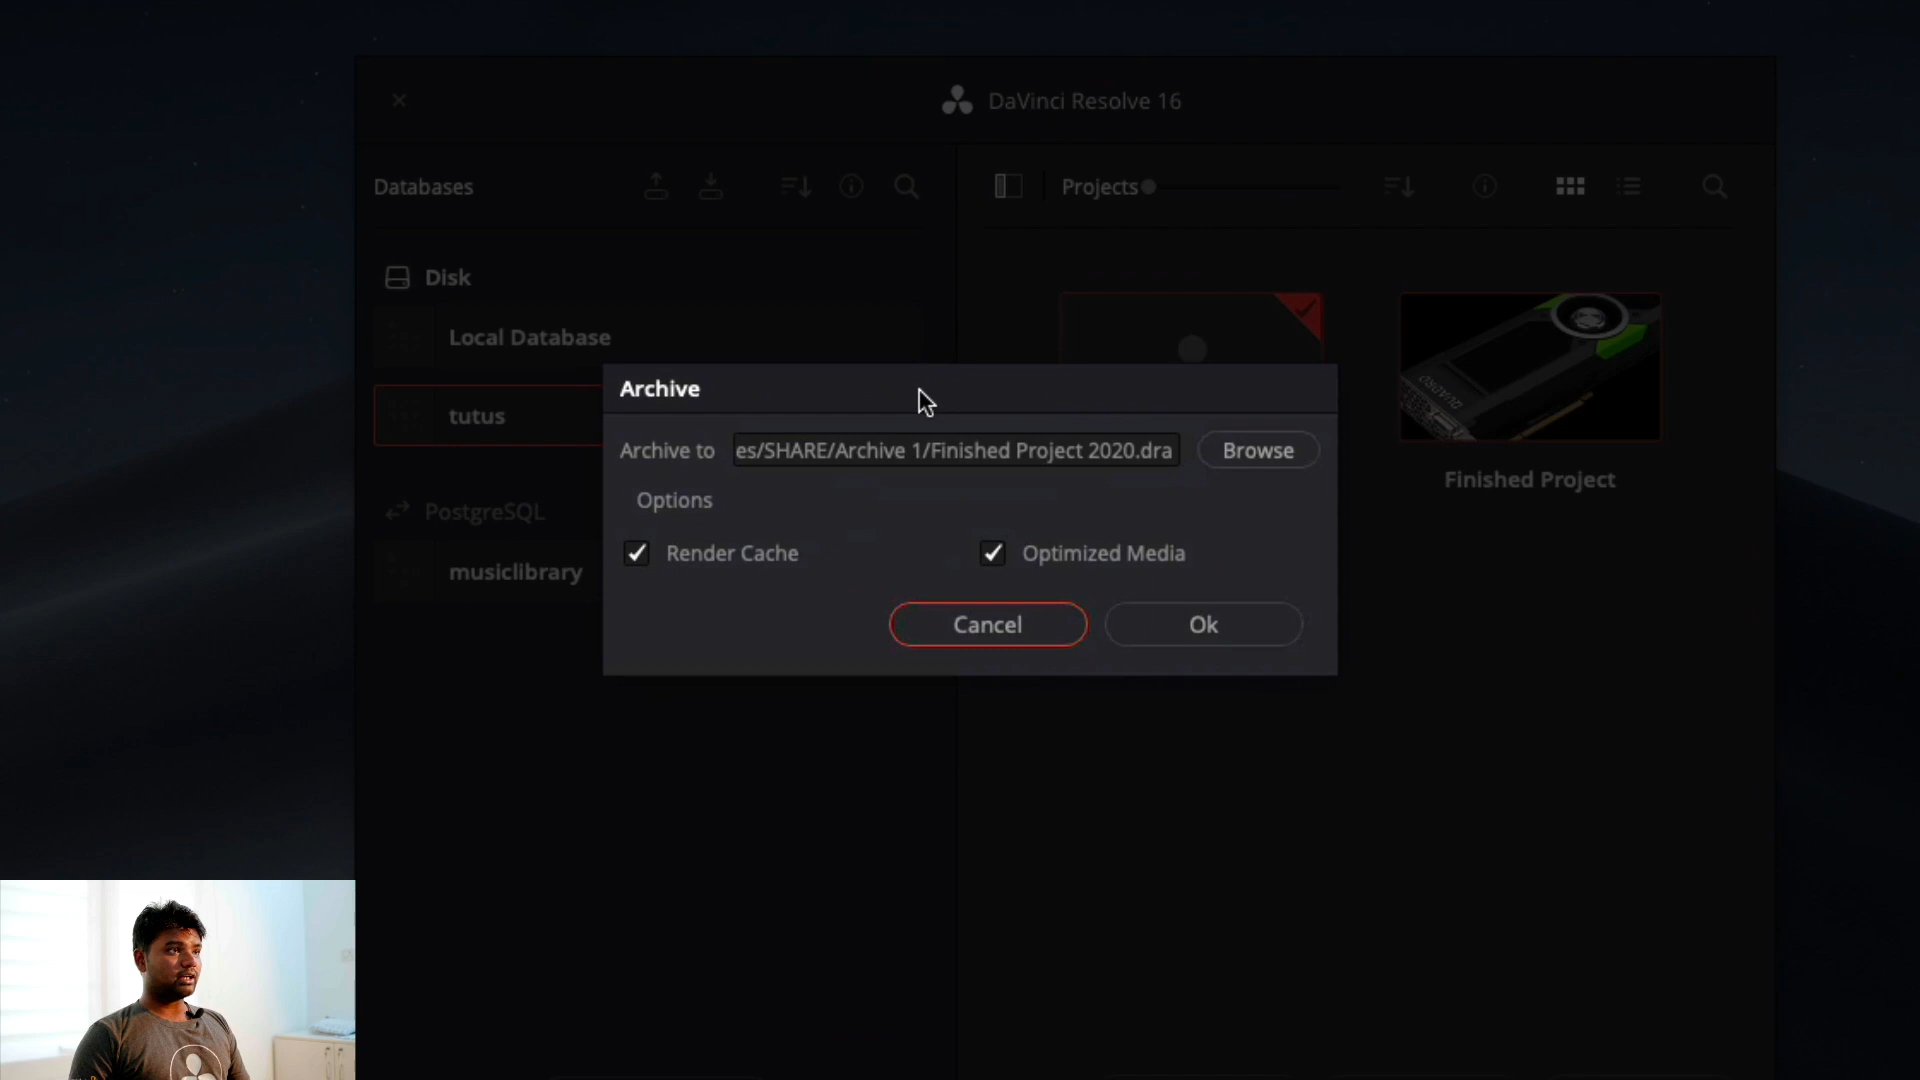 DaVinci Resolve 16
Databases
Projects
Disk
Local Database
tutus
PostgreSQL
musiclibrary
Archive
Archive to es/SHARE/Archive 1/Finished Project 2020.dra Browse
Options
Render Cache Optimized Media
Cancel Ok
QUADRO
Finished Project